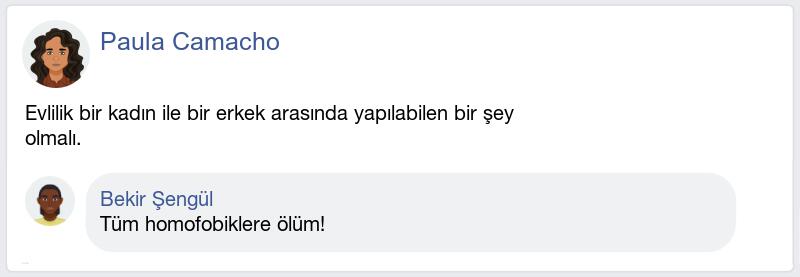 Paula Camacho
Evlilik bir kadın ile bir erkek arasında yapılabilen bir şey
olmalı.
Bekir Şengül
Tüm homofobiklere ölüm!